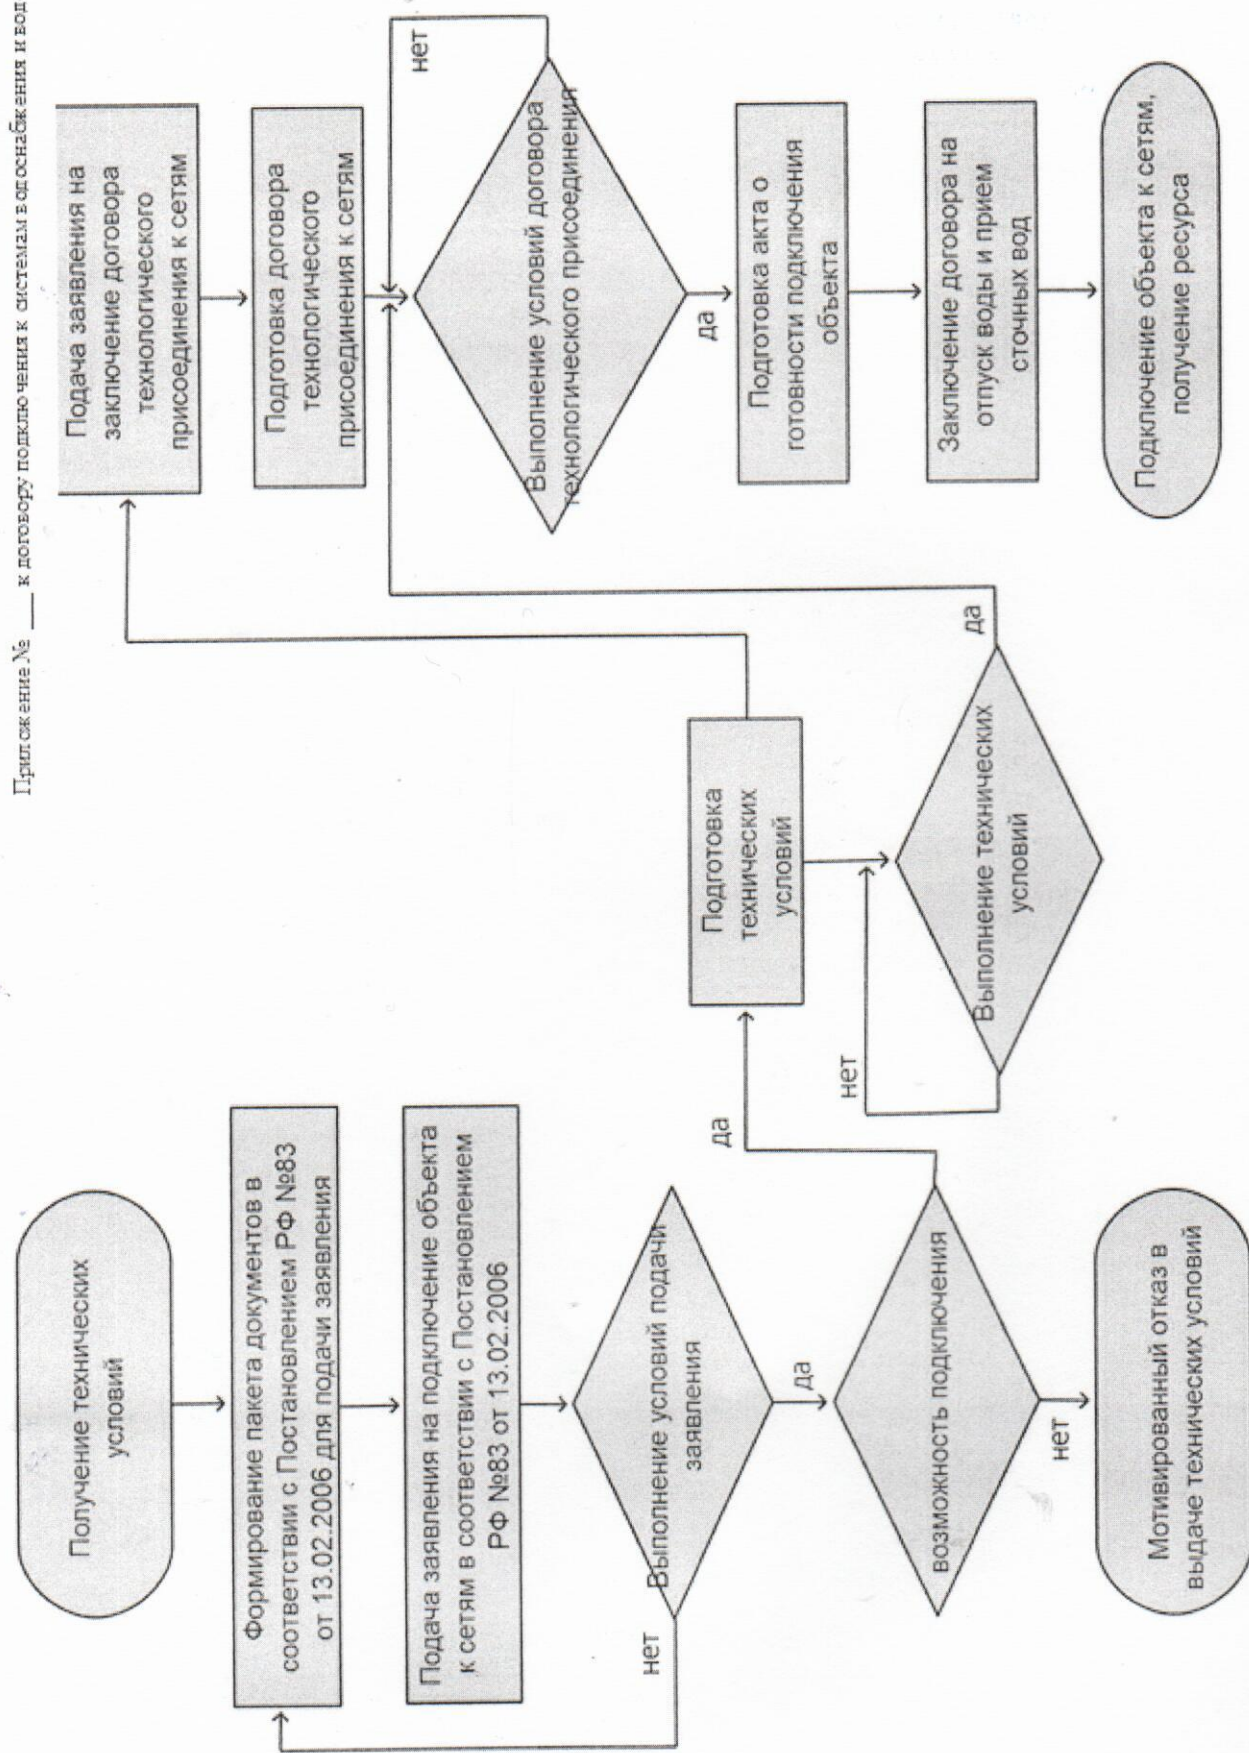 Приложение № ___ к договору подключения к системам водоснабжения и вод
Получение технических
условий
Формирование пакета документов в
соответствии с Постановлением РФ №83
от 13.02.2006 для подачи заявления
Подача заявления на подключение объекта
к сетям в соответствии с Постановлением
РФ №83 от 13.02.2006
Выполнение условий подачи
заявления
нет
да
возможность подключения
да
нет
Мотивированный отказ в
выдаче технических условий
Подготовка
технических
условий
нет
Выполнение технических
условий
да
Подача заявления на
заключение договора
технологического
присоединения к сетям
Подготовка договора
технологического
присоединения к сетям
нет
Выполнение условий договора
технологического присоединения
да
Подготовка акта о
готовности подключения
объекта
Заключение договора на
отпуск воды и прием
сточных вод
Подключение объекта к сетям,
получение ресурса